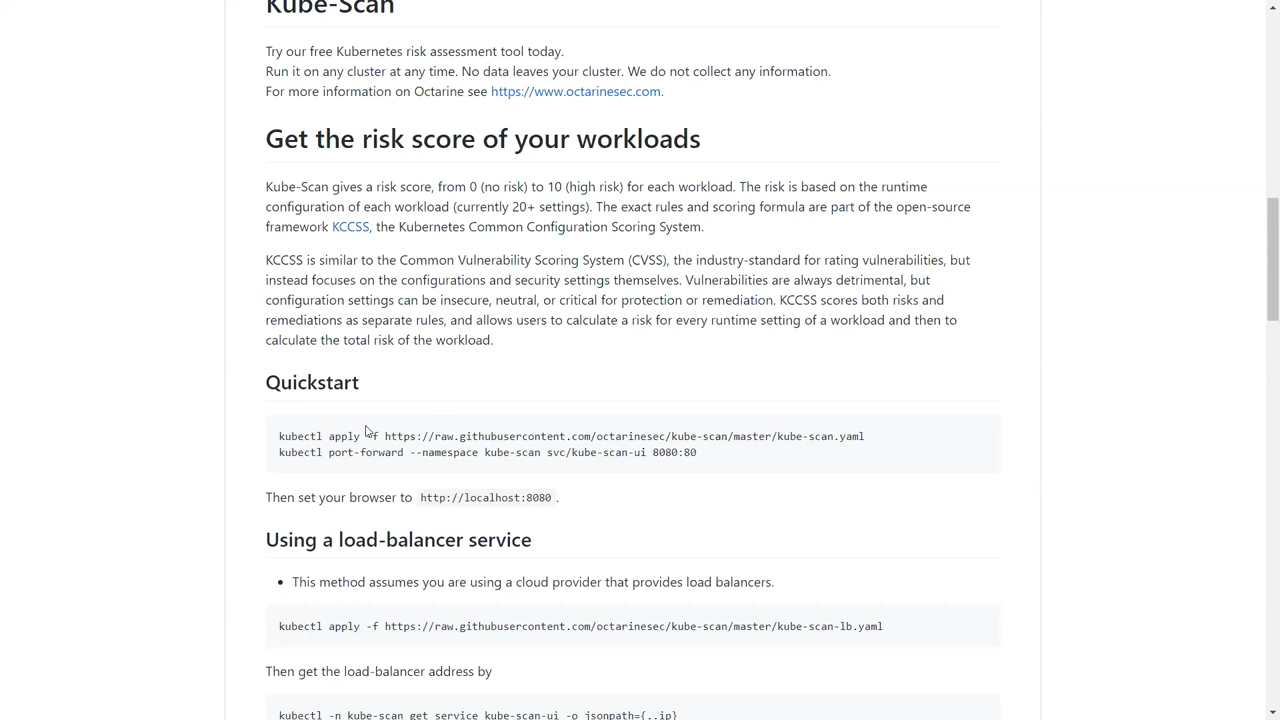 Kube-Scan
Try our free Kubernetes risk assessment tool today.
Run it on any cluster at any time. No data leaves your cluster. We do not collect any information.
For more information on Octarine see https://www.octarinesec.com.
Get the risk score of your workloads
Kube-Scan gives a risk score, from 0 (no risk) to 10 (high risk) for each workload. The risk is based on the runtime
configuration of each workload (currently 20+ settings). The exact rules and scoring formula are part of the open-source
framework KCCSS, the Kubernetes Common Configuration Scoring System.
KCCSS is similar to the Common Vulnerability Scoring System (CVSS), the industry-standard for rating vulnerabilities, but
instead focuses on the configurations and security settings themselves. Vulnerabilities are always detrimental, but
configuration settings can be insecure, neutral, or critical for protection or remediation. KCCSS scores both risks and
remediations as separate rules, and allows users to calculate a risk for every runtime setting of a workload and then to
calculate the total risk of the workload.
Quickstart
kubectl apply -f https://raw.githubusercontent.com/octarinesec/kube-scan/master/kube-scan.yaml
kubectl port-forward --namespace kube-scan svc/kube-scan-ui 8080:80
Then set your browser to http://localhost:8080 .
Using a load-balancer service
• This method assumes you are using a cloud provider that provides load balancers.
kubectl apply -f https://raw.githubusercontent.com/octarinesec/kube-scan/master/kube-scan-lb.yaml
Then get the load-balancer address by
kubectl -n kube-scan get service kube-scan-ui -o jsonpath={..ip}